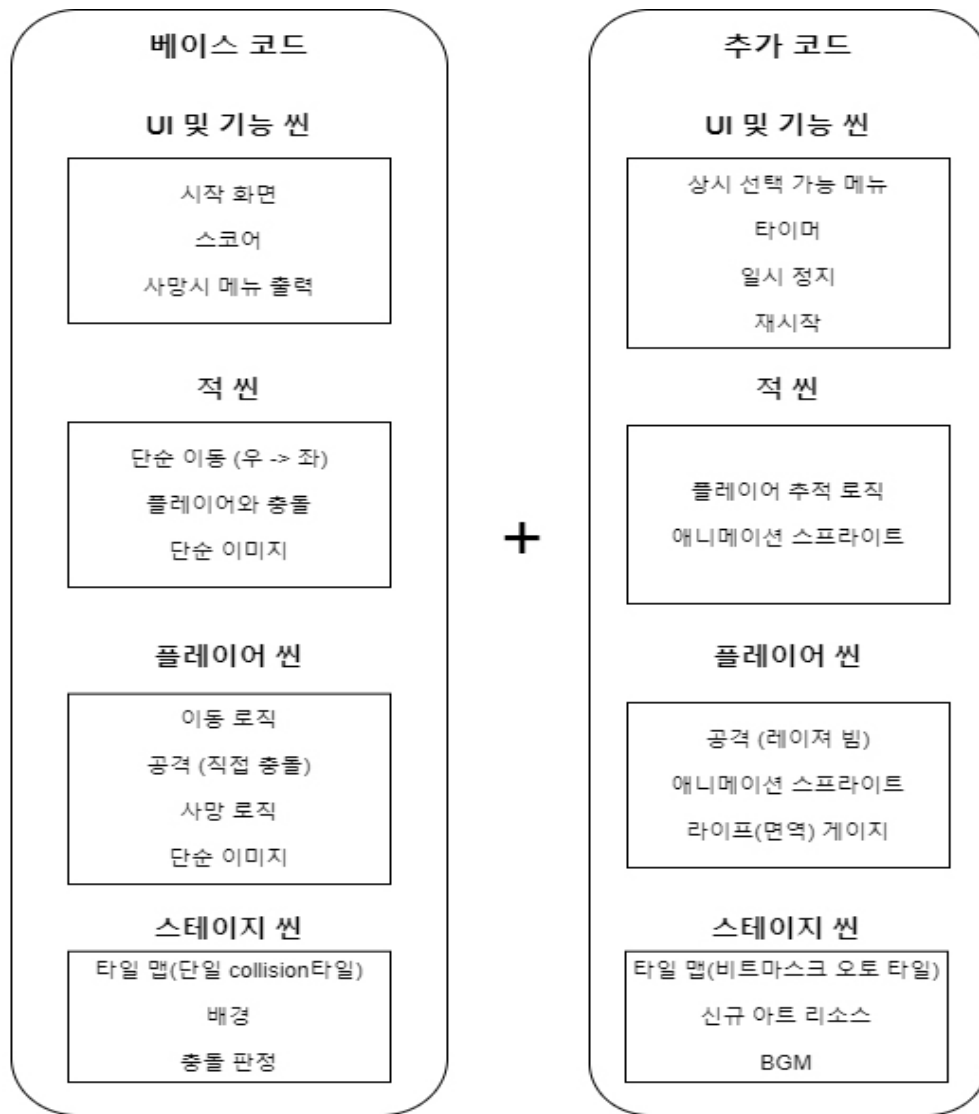 베이스 코드
UI 및 기능 씬
시작 화면
스코어
사망시 메뉴 출력
적 씬
단순 이동 (우 -> 좌)
플레이어와 충돌
단순 이미지
플레이어 씬
이동 로직
공격 (직접 충돌)
사망 로직
단순 이미지
스테이지 씬
타일 맵(단일 collision타일)
배경
충돌 판정
+
추가 코드
UI 및 기능 씬
상시 선택 가능 메뉴
타이머
일시 정지
재시작
적 씬
플레이어 추적 로직
애니메이션 스프라이트
플레이어 씬
공격 (레이져 빔)
애니메이션 스프라이트
라이프(면역) 게이지
스테이지 씬
타일 맵(비트마스크 오토 타일)
신규 아트 리소스
BGM